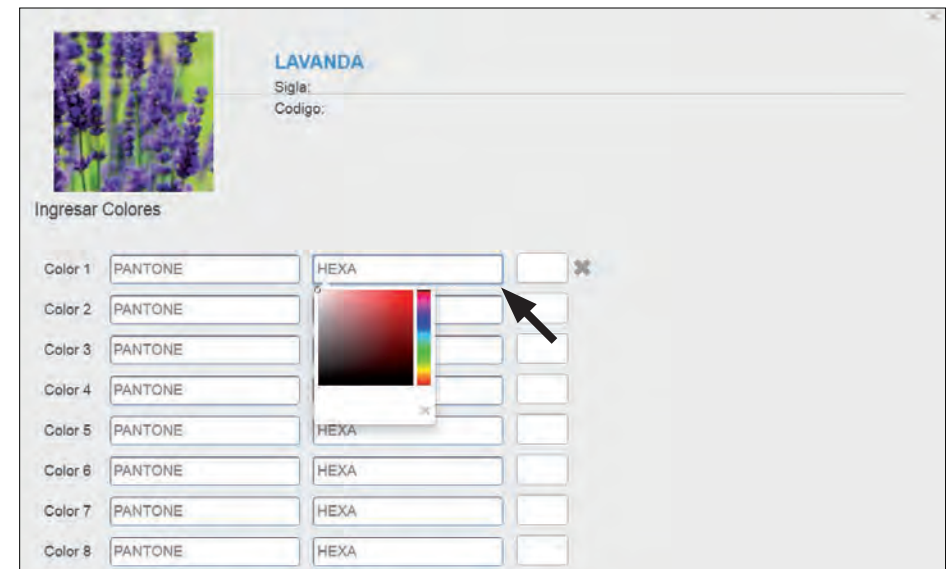 LAVANDA
Sigla:
Codigo:
Ingresar Colores
Color 1 PANTONE HEXA
Color 2 PANTONE
Color 3 PANTONE
Color 4 PANTONE
Color 5 PANTONE HEXA
Color 6 PANTONE HEXA
Color 7 PANTONE HEXA
Color 8 PANTONE HEXA